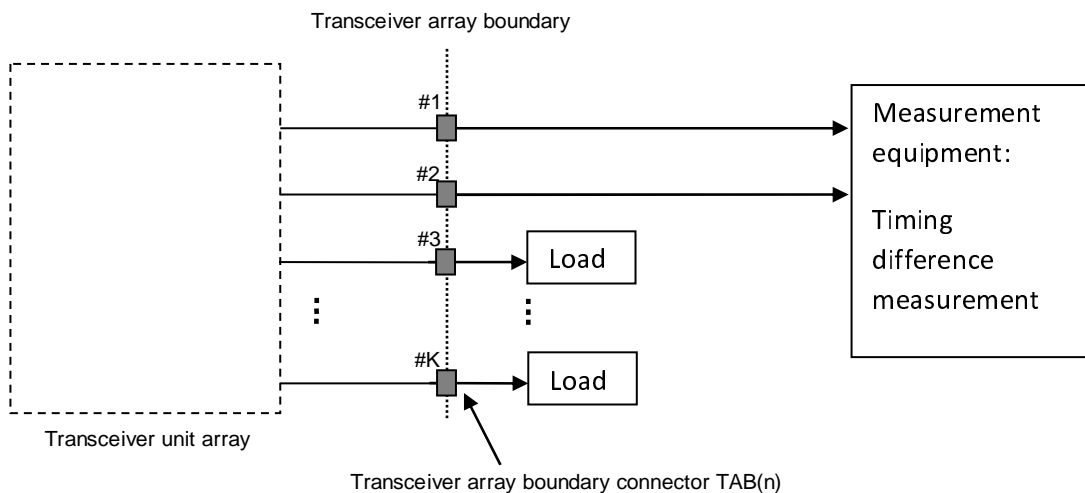 Transceiver array boundary
#1
Measurement
equipment:
#2
Timing
difference
measurement
#3
Load
#K
Load
Transceiver unit array
Transceiver array boundary connector TAB(n)